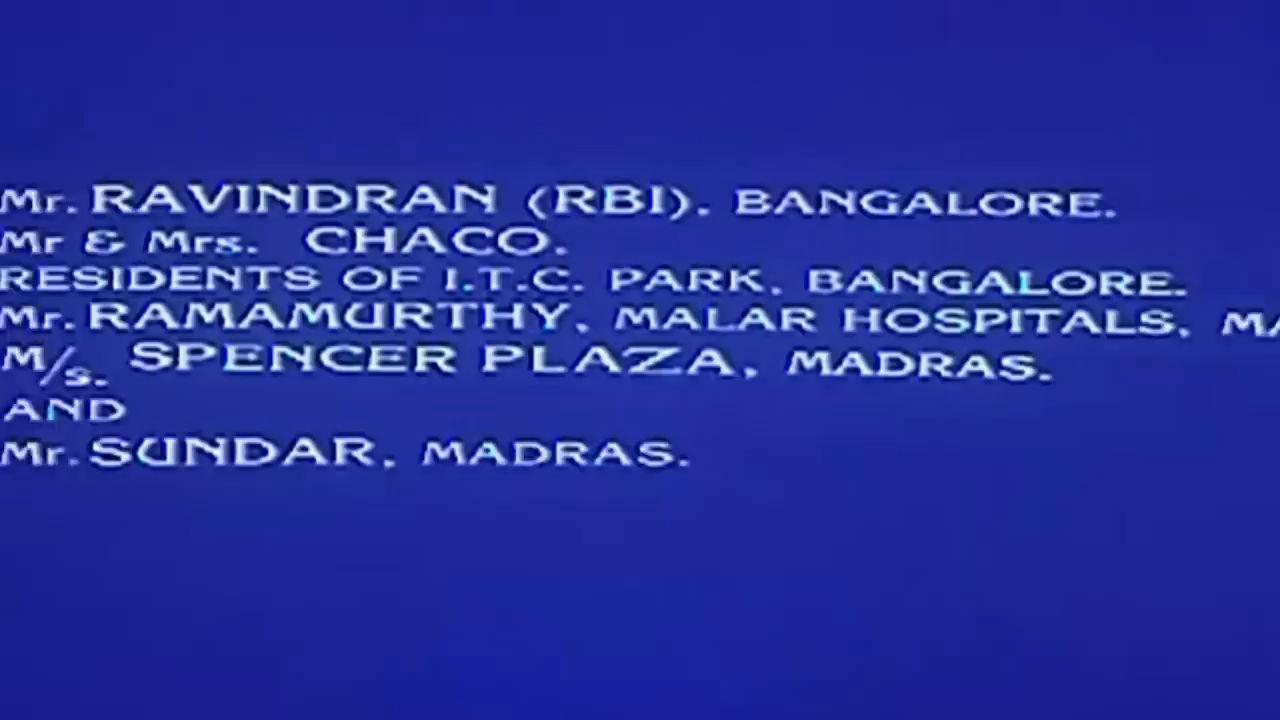 Mr. RAVINDRAN (RBI), BANGALORE.
Mr & Mrs. CHACO.
RESIDENTS OF I.T.C. PARK, BANGALORE.
Mr. RAMAMURTHY, MALAR HOSPITALS,
M/s. SPENCER PLAZA, MADRAS.
AND
Mr. SUNDAR, MADRAS.